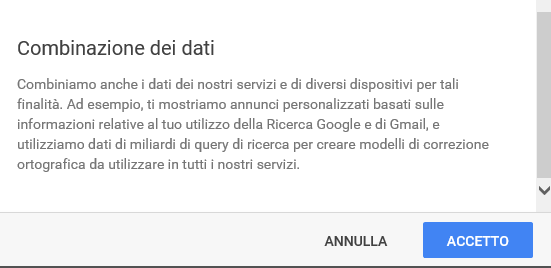 Combinazione dei dati
Combiniamo anche i dati dei nostri servizi e di diversi dispositivi per tali
finalità. Ad esempio, ti mostriamo annunci personalizzati basati sulle
informazioni relative al tuo utilizzo della Ricerca Google e di Gmail, e
utilizziamo dati di miliardi di query di ricerca per creare modelli di correzione
ortografica da utilizzare in tutti i nostri servizi.
ANNULLA ACCETTO